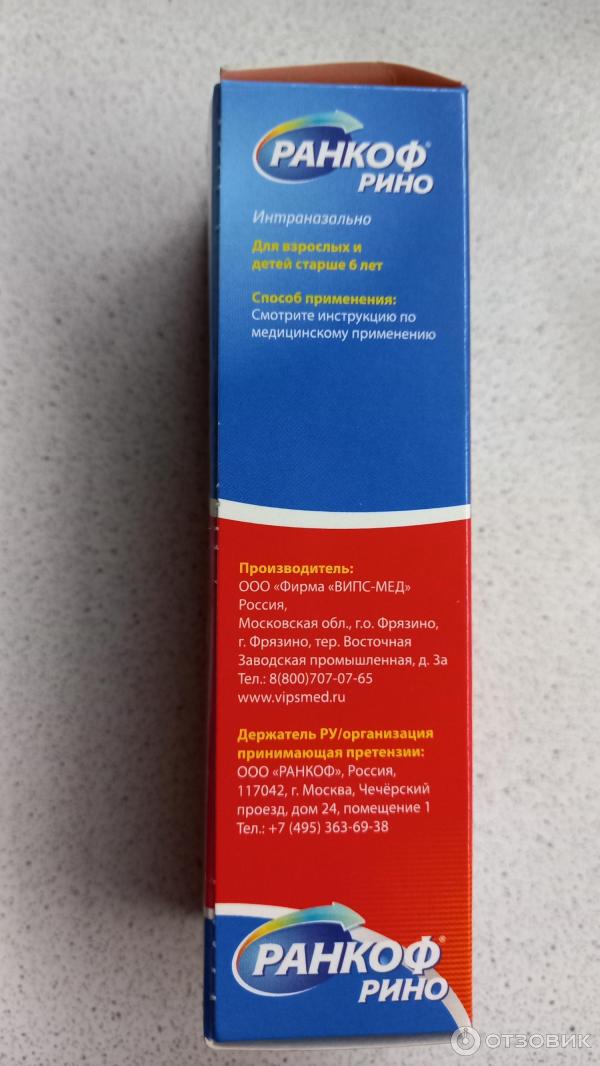 РАНКОФ®
РИНО
Интраназально
Для взрослых и
детей старше 6 лет
Способ применения:
Смотрите инструкцию по
медицинскому применению
Производитель:
ООО «Фирма «ВИПС-МЕД»
Россия,
Московская обл., г.о. Фрязино,
г. Фрязино, тер. Восточная
Заводская промышленная, д. 3а
Тел.: 8(800)707-07-65
www.vipsmed.ru
Держатель РУ/организация
принимающая претензии:
ООО «РАНКОФ», Россия,
117042, г. Москва, Чечёрский
проезд, дом 24, помещение 1
Тел.: +7 (495) 363-69-38
РАНКОФ®
РИНО
ОТЗОВИК